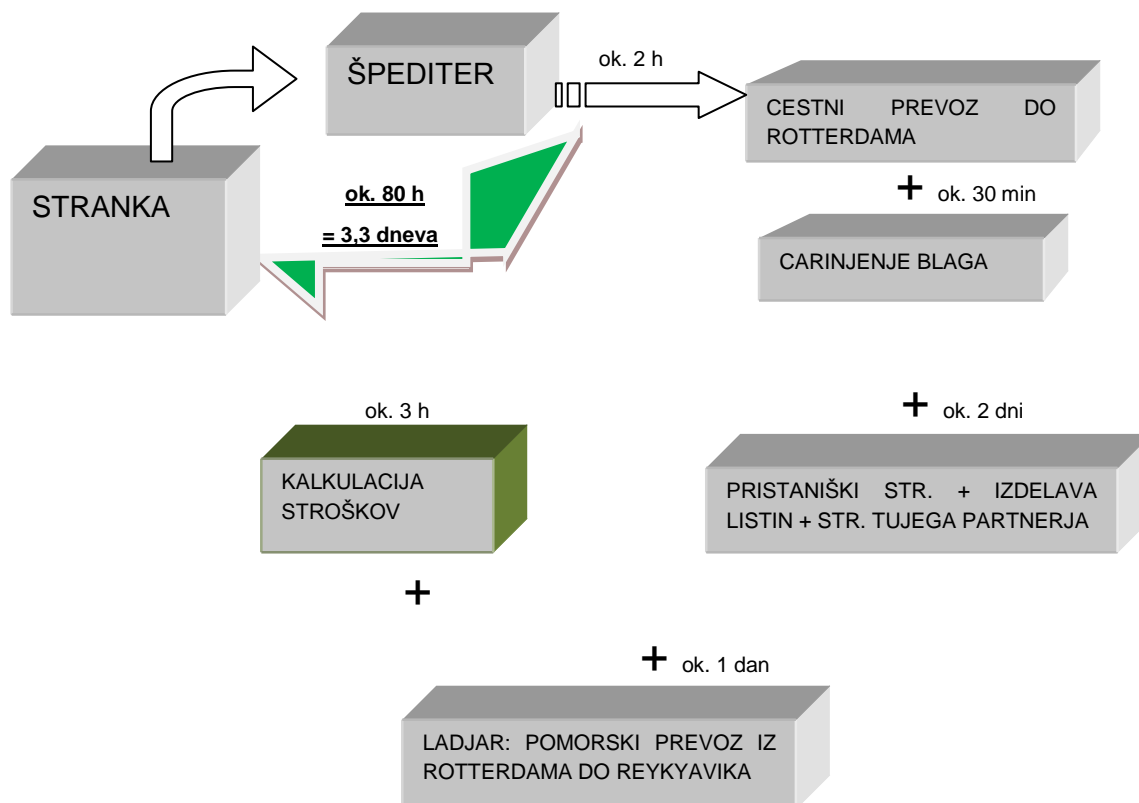 ŠPEDITER
ok. 2 h
CESTNI PREVOZ DO
ROTTERDAMA
STRANKA
ok. 80 h
= 3,3 dneva
+ ok. 30 min
CARINJENJE BLAGA
+ ok. 2 dni
ok. 3 h
KALKULACIJA
STROŠKOV
PRISTANIŠKI STR. + IZDELAVA
LISTIN + STR. TUJEGA PARTNERJA
+
+ ok. 1 dan
LADJAR: POMORSKI PREVOZ IZ
ROTTERDAMA DO REYKYAVIKA